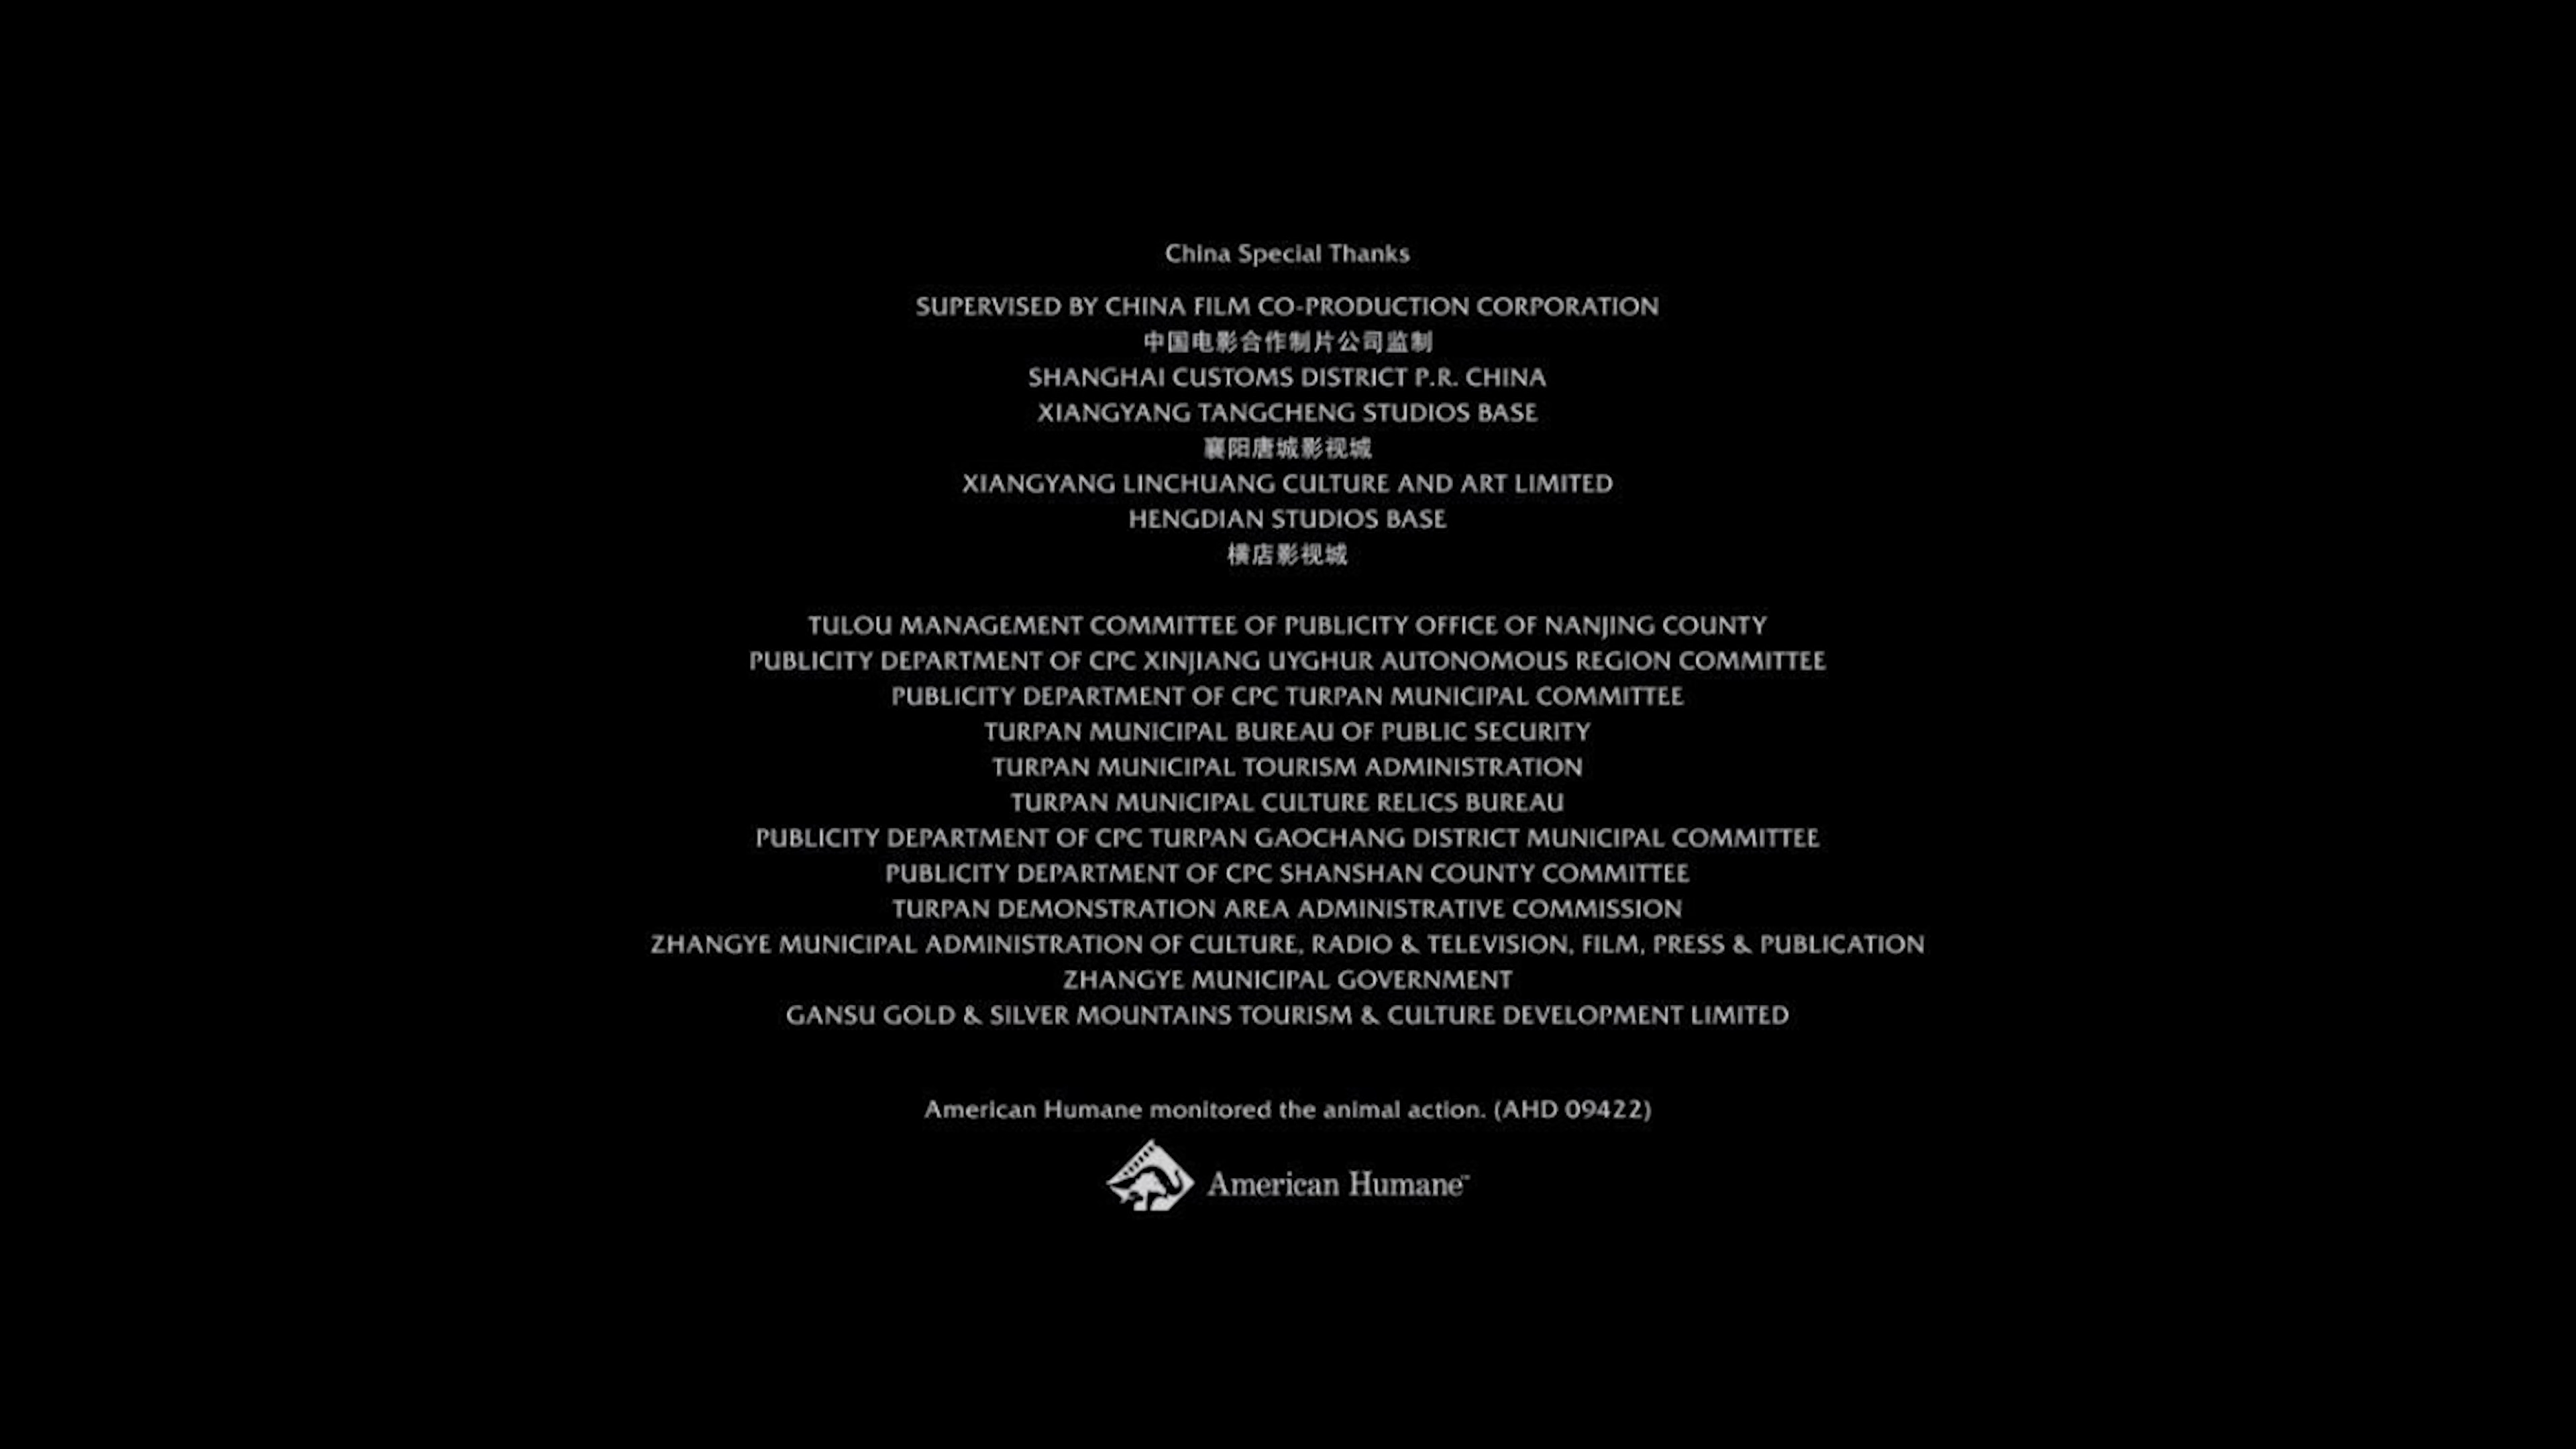 China Special Thanks
SUPERVISED BY CHINA FILM CO-PRODUCTION CORPORATION
中国电影合作制片公司监制
SHANGHAI CUSTOMS DISTRICT P.R. CHINA
XIANGYANG TANGCHENG STUDIOS BASE
襄阳唐城影视城
XIANGYANG LINCHUANG CULTURE AND ART LIMITED
HENGDIAN STUDIOS BASE
横店影视城
TULOU MANAGEMENT COMMITTEE OF PUBLICITY OFFICE OF NANJING COUNTY
PUBLICITY DEPARTMENT OF CPC XINJIANG UYGHUR AUTONOMOUS REGION COMMITTEE
PUBLICITY DEPARTMENT OF CPC TURPAN MUNICIPAL COMMITTEE
TURPAN MUNICIPAL BUREAU OF PUBLIC SECURITY
TURPAN MUNICIPAL TOURISM ADMINISTRATION
TURPAN MUNICIPAL CULTURE RELICS BUREAU
PUBLICITY DEPARTMENT OF CPC TURPAN GAOCHANG DISTRICT MUNICIPAL COMMITTEE
PUBLICITY DEPARTMENT OF CPC SHANSHAN COUNTY COMMITTEE
TURPAN DEMONSTRATION AREA ADMINISTRATIVE COMMISSION
ZHANGYE MUNICIPAL ADMINISTRATION OF CULTURE, RADIO & TELEVISION, FILM, PRESS & PUBLICATION
ZHANGYE MUNICIPAL GOVERNMENT
GANSU GOLD & SILVER MOUNTAINS TOURISM & CULTURE DEVELOPMENT LIMITED
American Humane monitored the animal action. (AHD 09422)
American Humane™